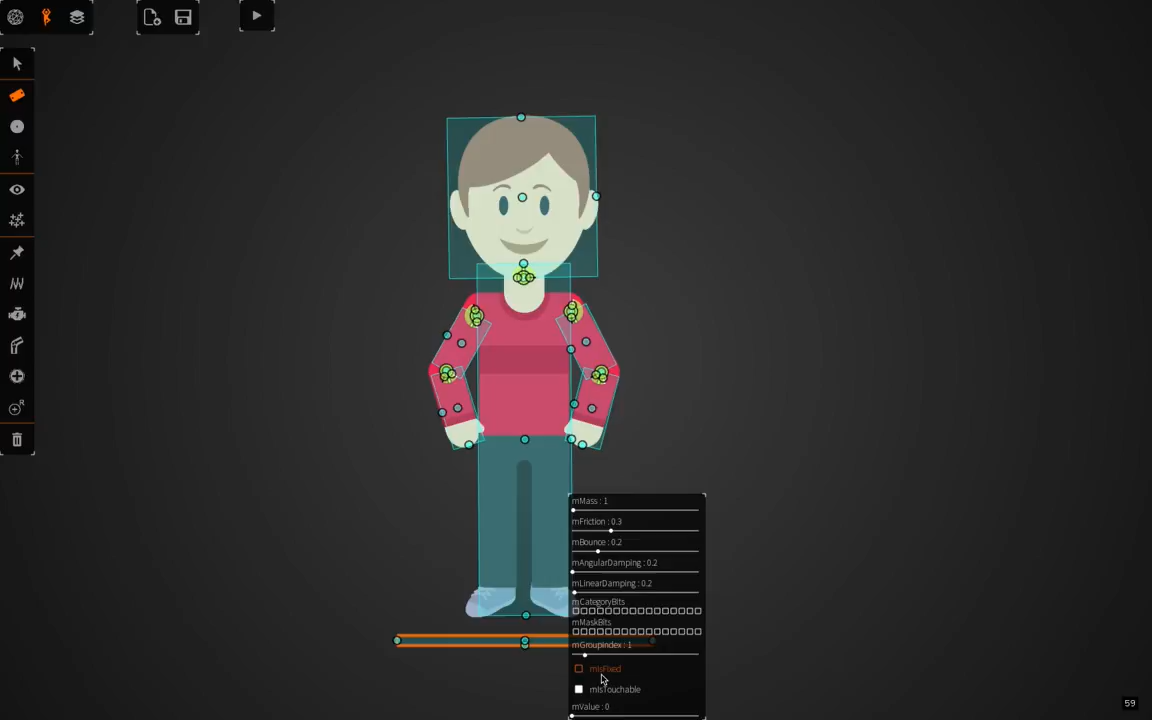 R
mMass : 1
mFriction : 0.3
mBounce : 0.2
mAngularDamping : 0.2
mLinearDamping : 0.2
mCategoryBIts
mMaskBIts
mGroupIndex : 1
mIsFixed
mIsTouchable
mValue : 0
59